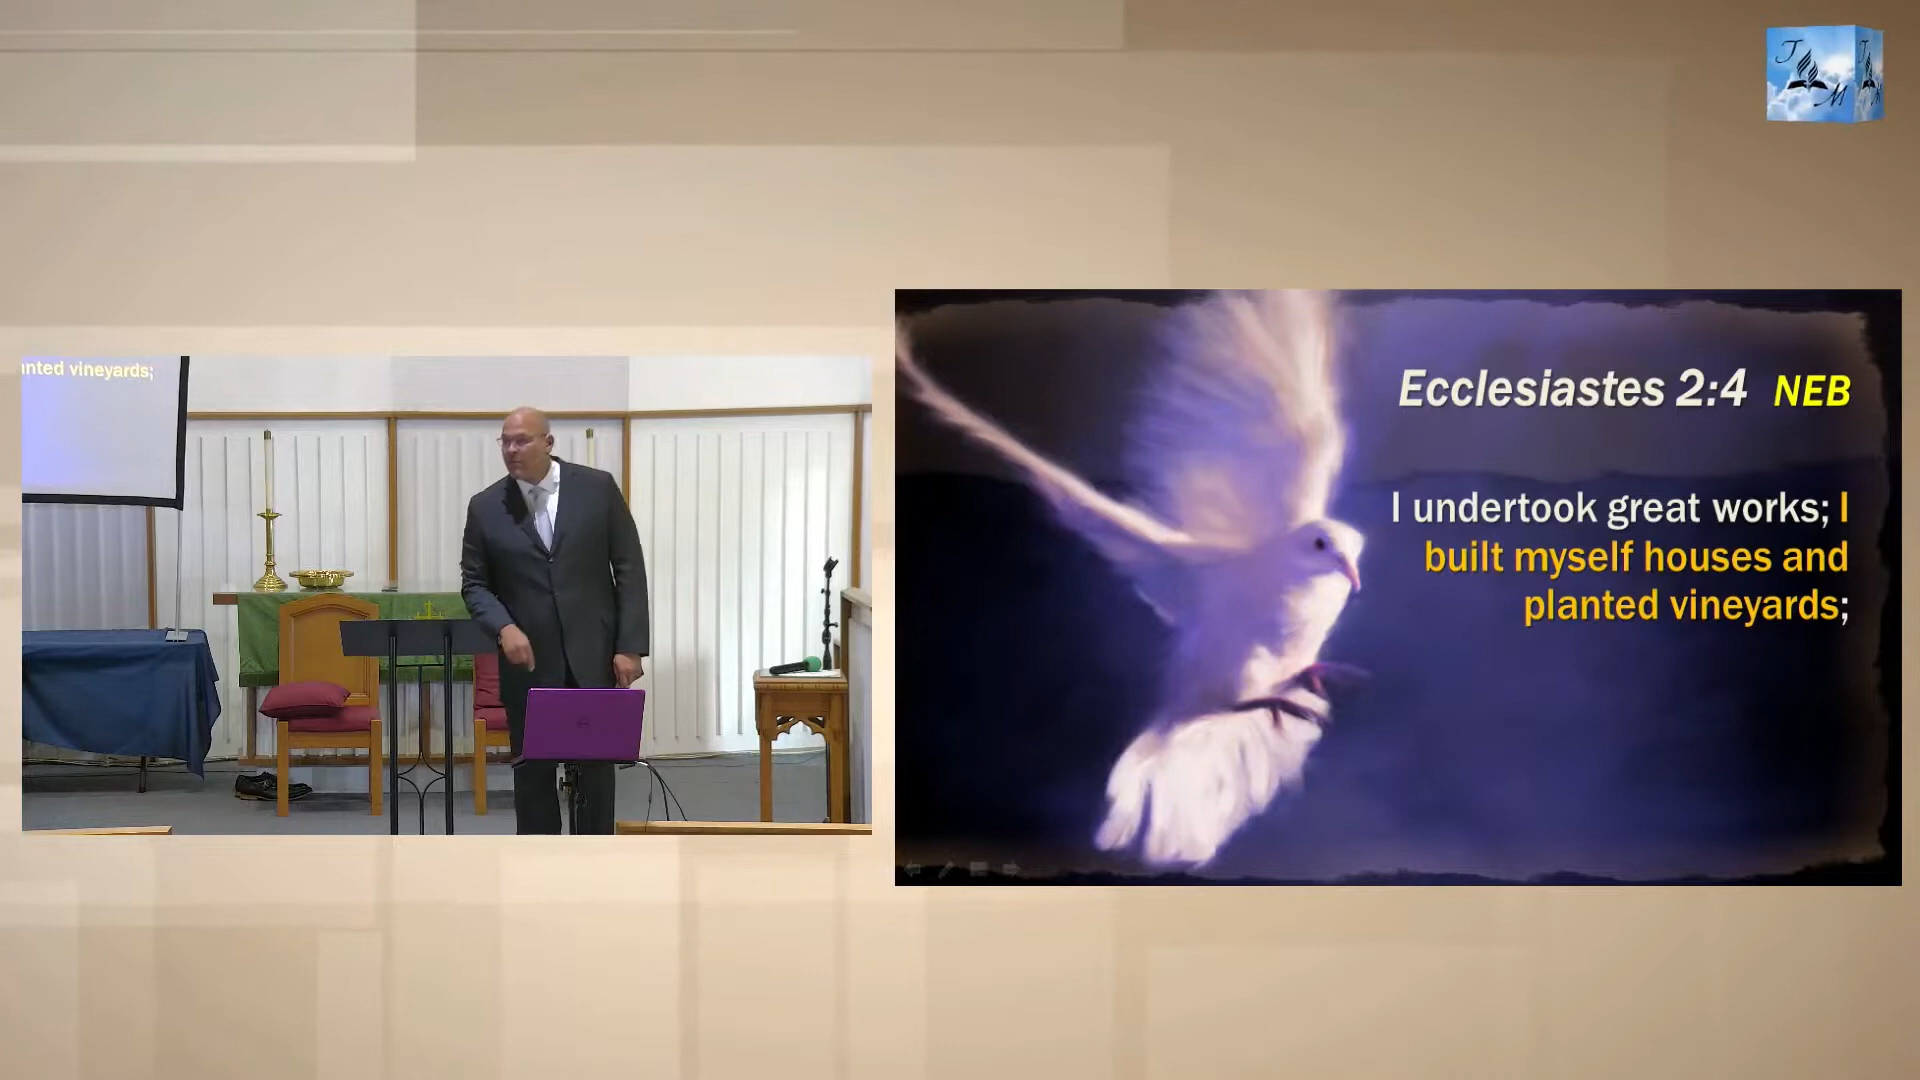 T
M
T
M
nted vineyards;
Ecclesiastes 2:4 NEB
I undertook great works; I
built myself houses and
planted vineyards;